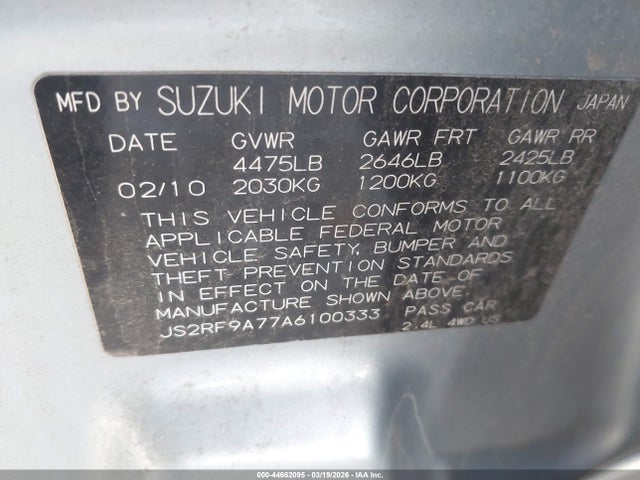 MFD BY SUZUKI MOTOR CORPORATION JAPAN
DATE GVWR GAWR FRT GAWR RR
4475LB 2646LB 2425LB
02/10 2030KG 1200KG 1100KG
THIS VEHICLE CONFORMS TO ALL
APPLICABLE FEDERAL MOTOR
VEHICLE SAFETY, BUMPER AND
THEFT PREVENTION STANDARDS
IN EFFECT ON THE DATE OF
MANUFACTURE SHOWN ABOVE.
JS2RF9A77A6100333 PASS CAR
2.4L 4WD US
000-44662095 - 03/19/2026 - IAA Inc.